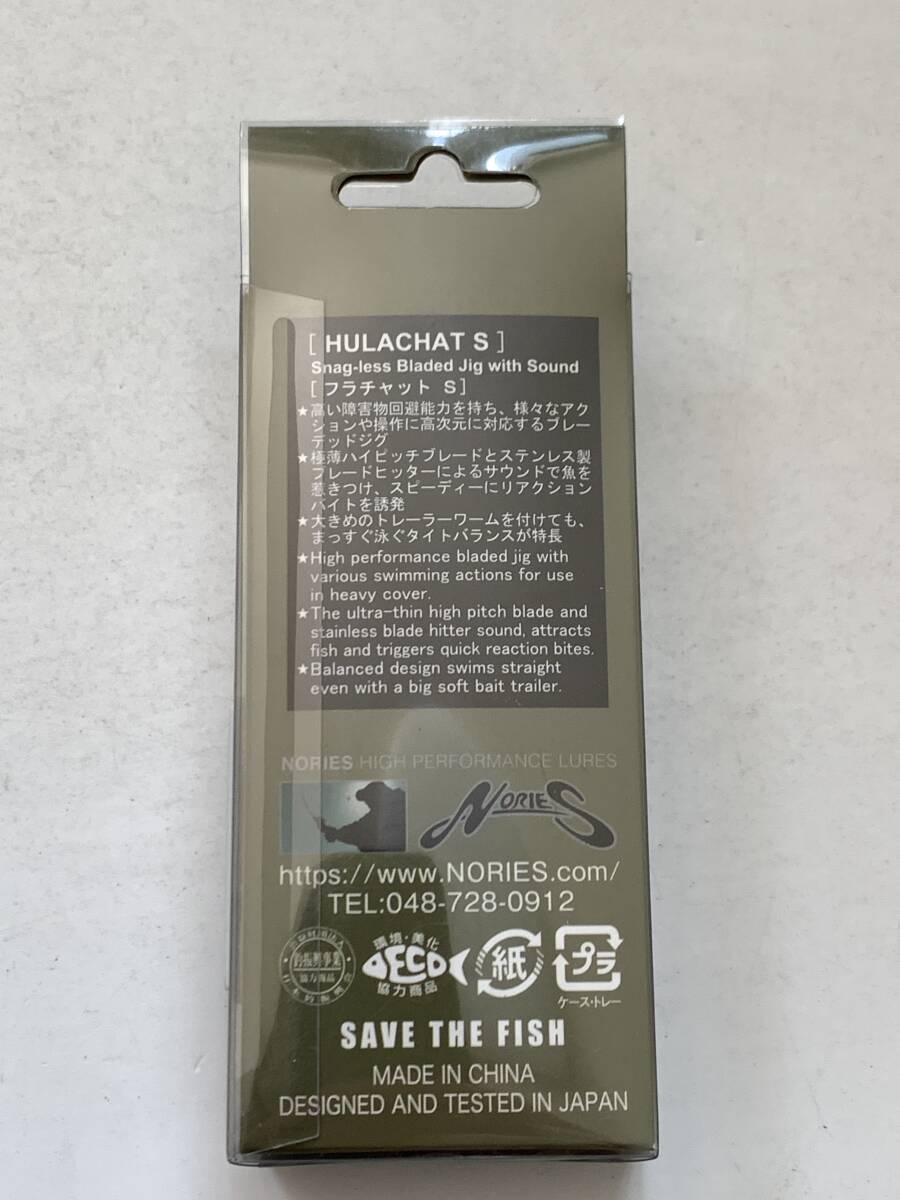 [ HULACHAT S ]
Snag-less Bladed Jig with Sound
[ フラチャット S ]
★高い障害物回避能力を持ち、様々なアク
ションや操作に高次元に対応するブレー
デッドジグ
★極薄ハイピッチブレードとステンレス製
ブレードヒッターによるサウンドで魚を
惹きつけ、スピーディーにリアクション
バイトを誘発
★大きめのトレーラーワームを付けても、
まっすぐ泳ぐタイトバランスが特長
★High performance bladed jig with
various swimming actions for use
in heavy cover.
★The ultra-thin high pitch blade and
stainless blade hitter sound, attracts
fish and triggers quick reaction bites.
★Balanced design swims straight
even with a big soft bait trailer.
NORIES HIGH PERFORMANCE LURES
NORIES
https://www.NORIES.com/
TEL:048-728-0912
釣振興事業
協力商品
環境・美化
ECO
協力商品
紙
プラ
ケース・トレー
SAVE THE FISH
MADE IN CHINA
DESIGNED AND TESTED IN JAPAN